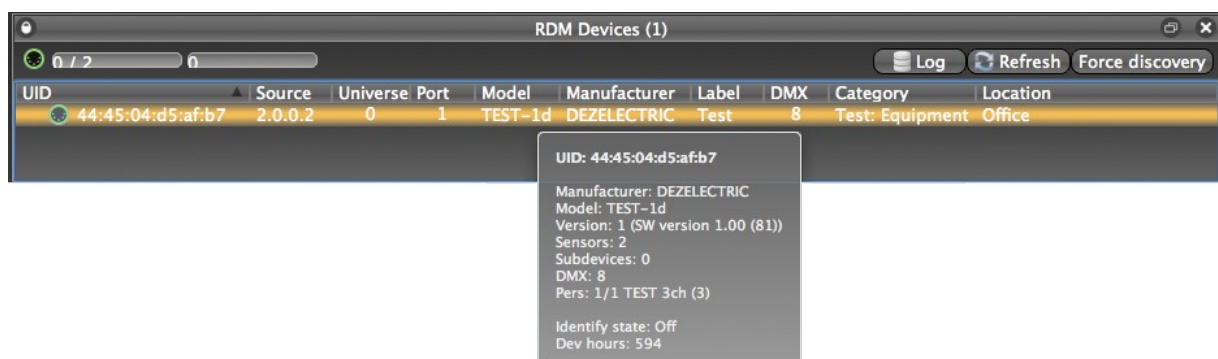 RDM Devices (1)
0 / 2 0 Log Refresh Force discovery
UID Source Universe Port Model Manufacturer Label DMX Category Location
44:45:04:d5:af:b7 2.0.0.2 0 1 TEST-1d DEZELECTRIC Test 8 Test: Equipment Office
UID: 44:45:04:d5:af:b7
Manufacturer: DEZELECTRIC
Model: TEST-1d
Version: 1 (SW version 1.00 (81))
Sensors: 2
Subdevices: 0
DMX: 8
Pers: 1/1 TEST 3ch (3)
Identify state: Off
Dev hours: 594